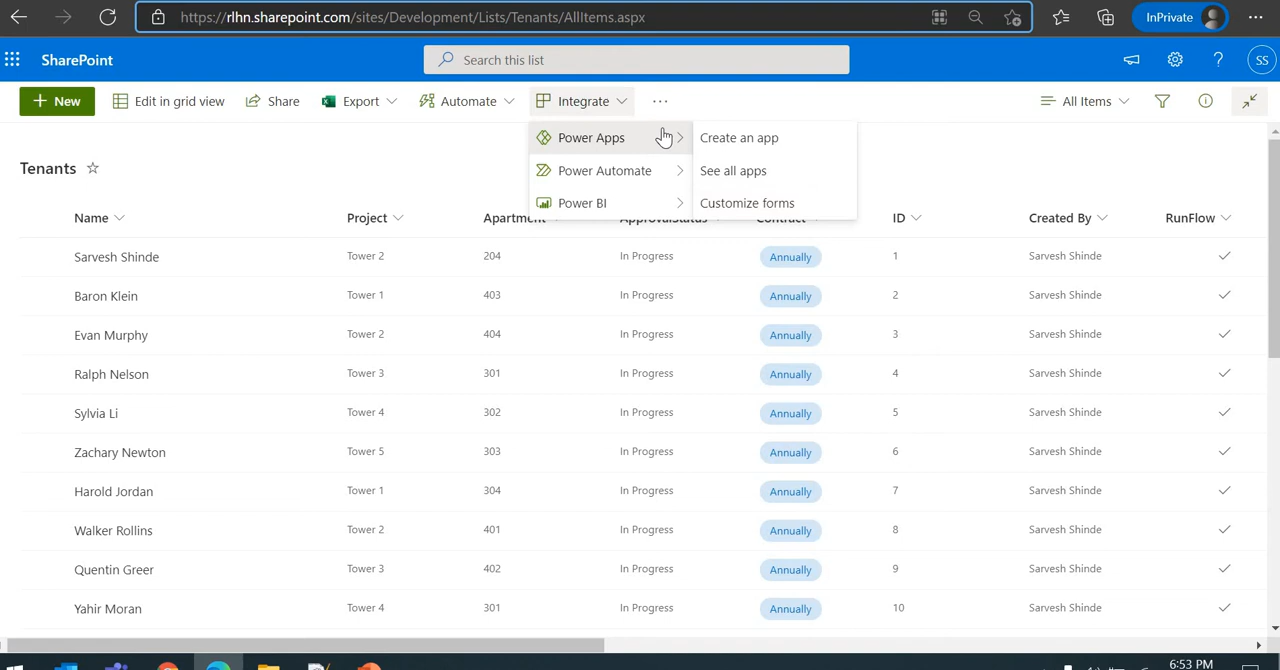 https://rlhn.sharepoint.com/sites/Development/Lists/Tenants/AllItems.aspx
InPrivate
SharePoint
Search this list
?
SS
+ New
Edit in grid view
Share
Export
Automate
Integrate
...
All Items
Power Apps
Create an app
Power Automate
See all apps
Power BI
Customize forms
Tenants
Name Project Apartment ApprovalStatus Contract ID Created By RunFlow
Sarvesh Shinde Tower 2 204 In Progress Annually 1 Sarvesh Shinde
Baron Klein Tower 1 403 In Progress Annually 2 Sarvesh Shinde
Evan Murphy Tower 2 404 In Progress Annually 3 Sarvesh Shinde
Ralph Nelson Tower 3 301 In Progress Annually 4 Sarvesh Shinde
Sylvia Li Tower 4 302 In Progress Annually 5 Sarvesh Shinde
Zachary Newton Tower 5 303 In Progress Annually 6 Sarvesh Shinde
Harold Jordan Tower 1 304 In Progress Annually 7 Sarvesh Shinde
Walker Rollins Tower 2 401 In Progress Annually 8 Sarvesh Shinde
Quentin Greer Tower 3 402 In Progress Annually 9 Sarvesh Shinde
Yahir Moran Tower 4 301 In Progress Annually 10 Sarvesh Shinde
6:53 PM